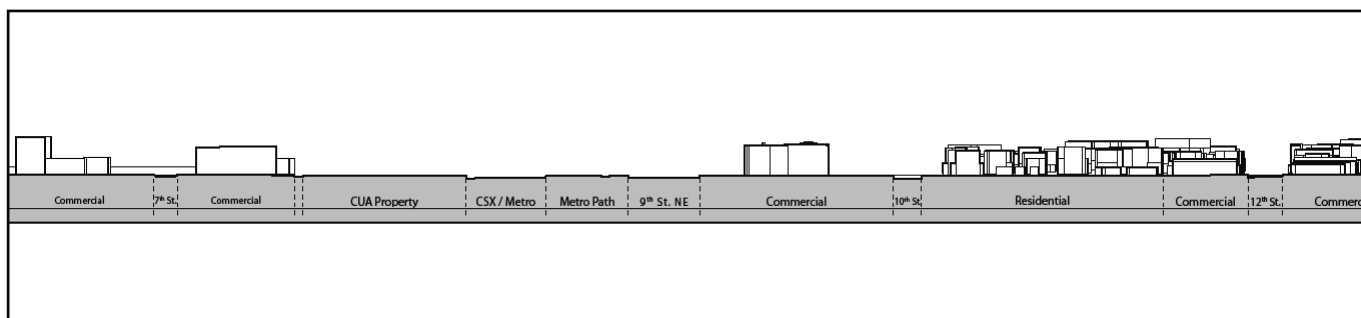 Commercial
7th St.
Commercial
CUA Property
CSX / Metro
Metro Path
9th St. NE
Commercial
10th St
Residential
Commercial
12th St.
Commerc